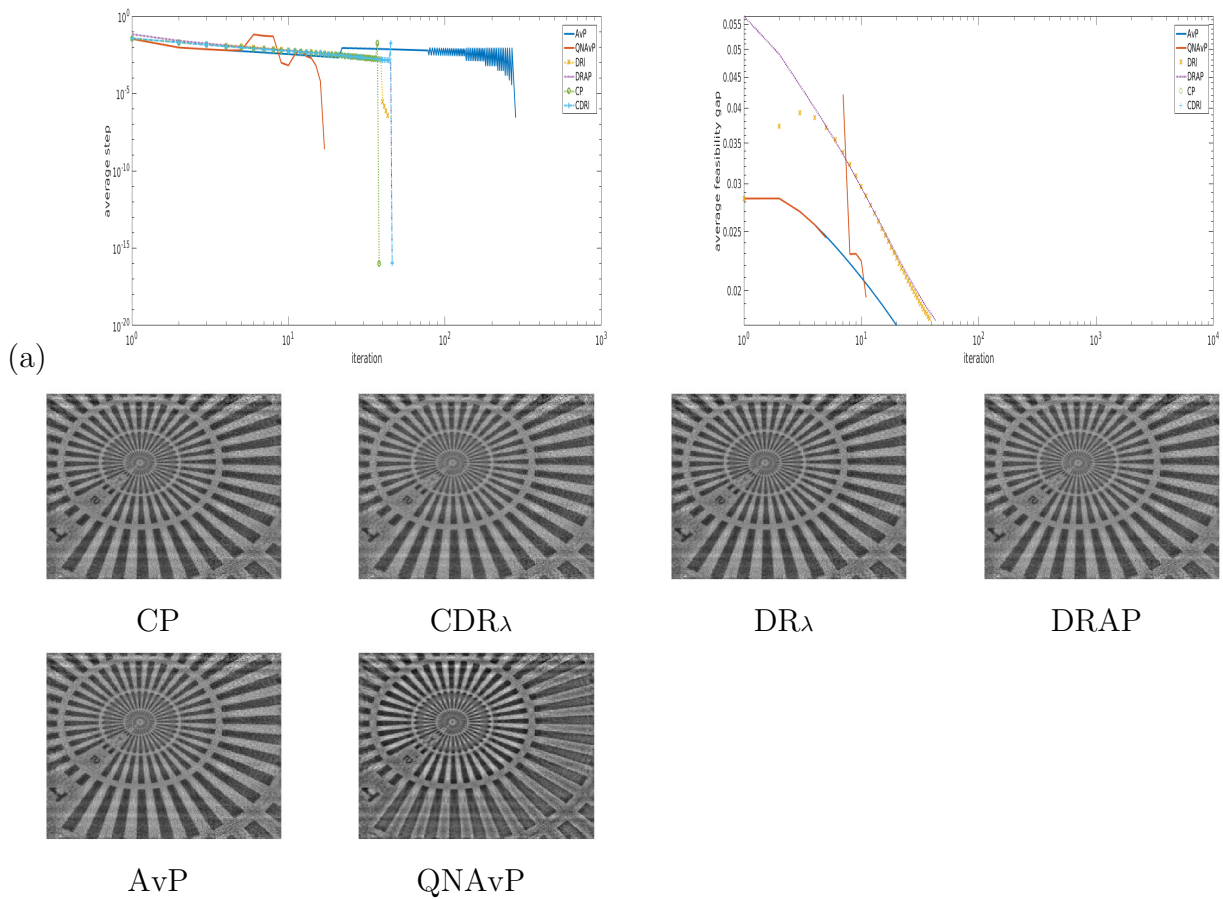 10^0
10^-5
10^-10
10^-15
10^-20
average step
10^0
10^1
10^2
10^3
iteration
AvP
QNAvP
DRl
DRAP
CP
CDRl
0.055
0.05
0.045
0.04
0.035
0.03
0.025
0.02
average feasibility gap
10^0
10^1
10^2
10^3
10^4
iteration
AvP
QNAvP
DRl
DRAP
CP
CDRl
(a)
CP
CDRλ
DRλ
DRAP
AvP
QNAvP